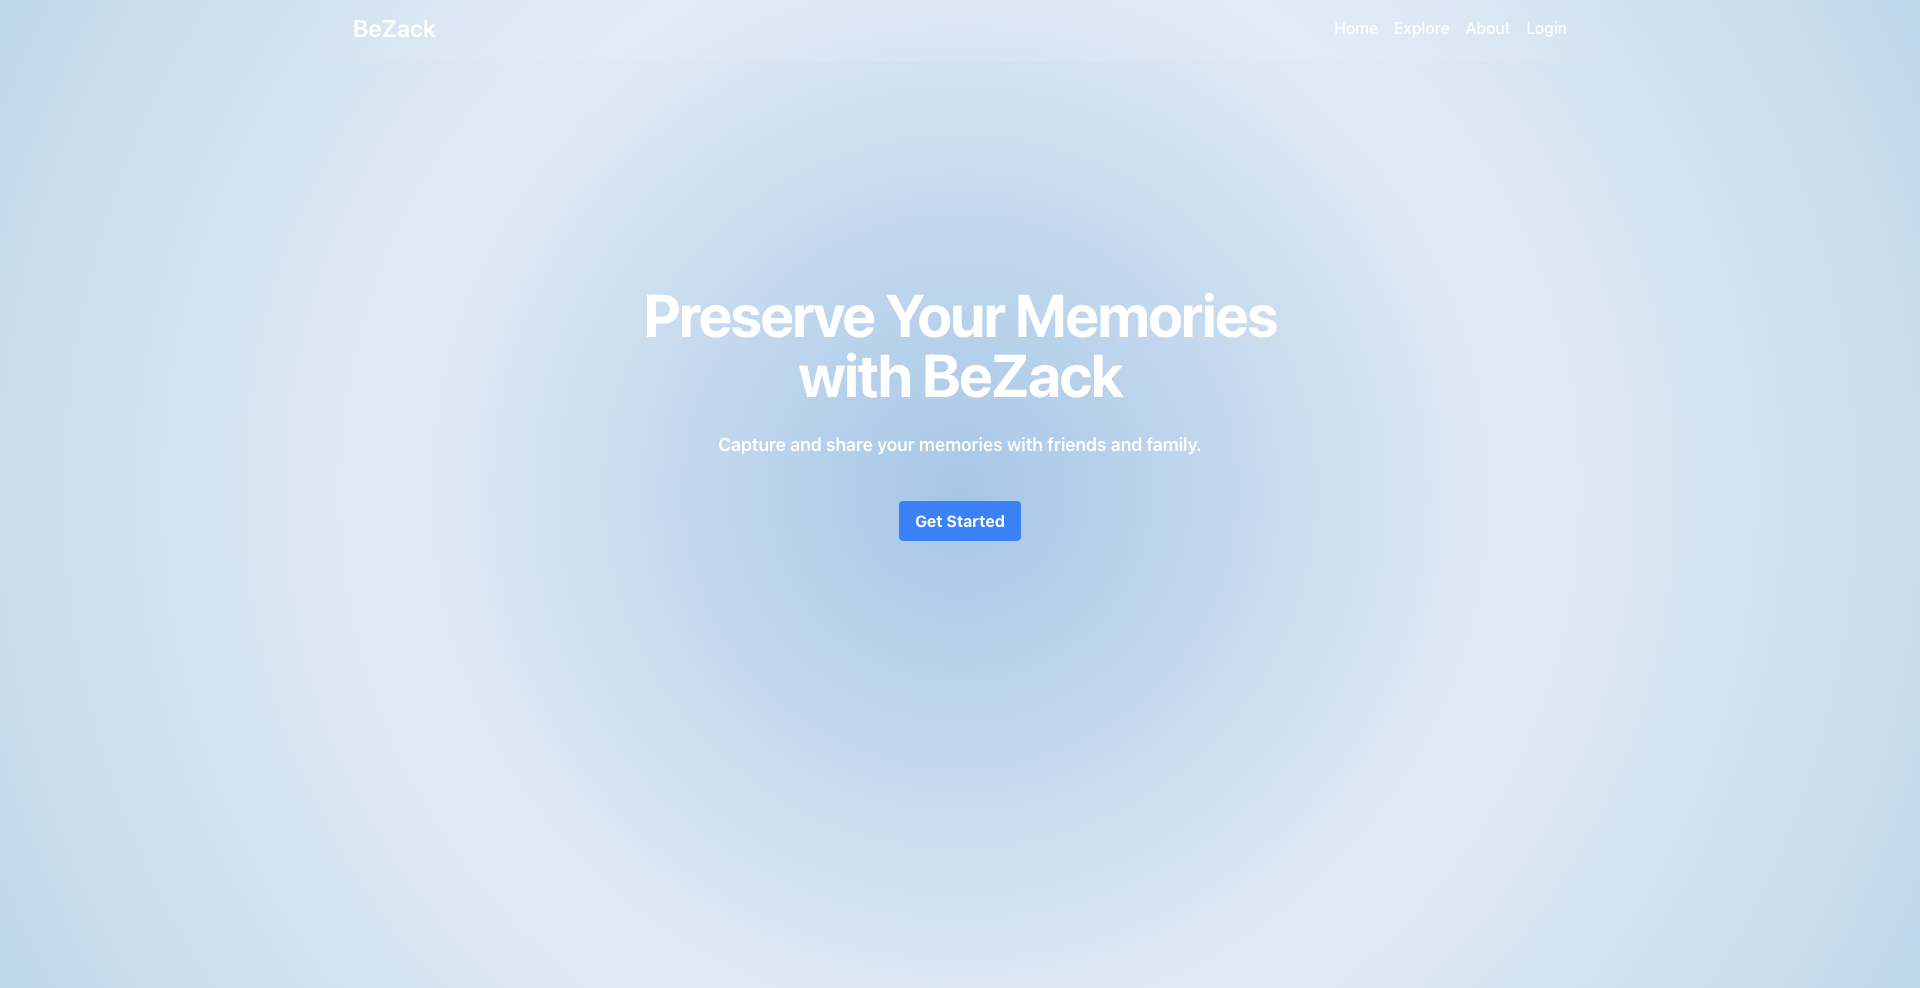 BeZack
Home Explore About Login
Preserve Your Memories
with BeZack
Capture and share your memories with friends and family.
Get Started